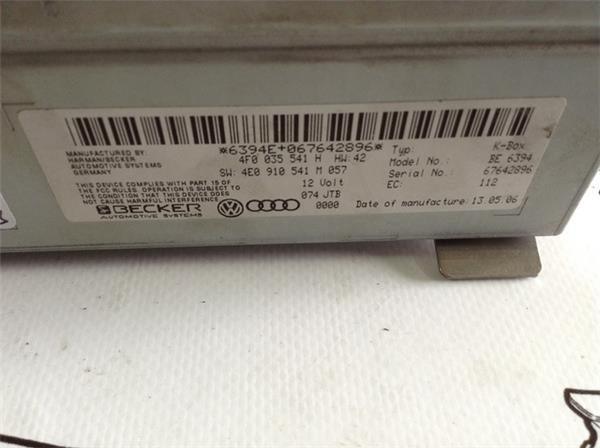 *6394E+067642896*
MANUFACTURED BY:
HARMAN/BECKER
AUTOMOTIVE SYSTEMS
GERMANY
4F0 035 541 H HW:42
SW: 4E0 910 541 M 057
12 Volt
074 JTB
0000
THIS DEVICE COMPLIES WITH PART 15 OF
THE FCC RULES. OPERATION IS SUBJECT TO
THE CONDITION THAT THIS DEVICE DOES
NOT CAUSE HARMFUL INTERFERENCE
BECKER
AUTOMOTIVE SYSTEMS
Typ: K-Box
Model No: BE 6394
Serial No: 67642896
EC: 112
Date of manufacture: 13.05.06